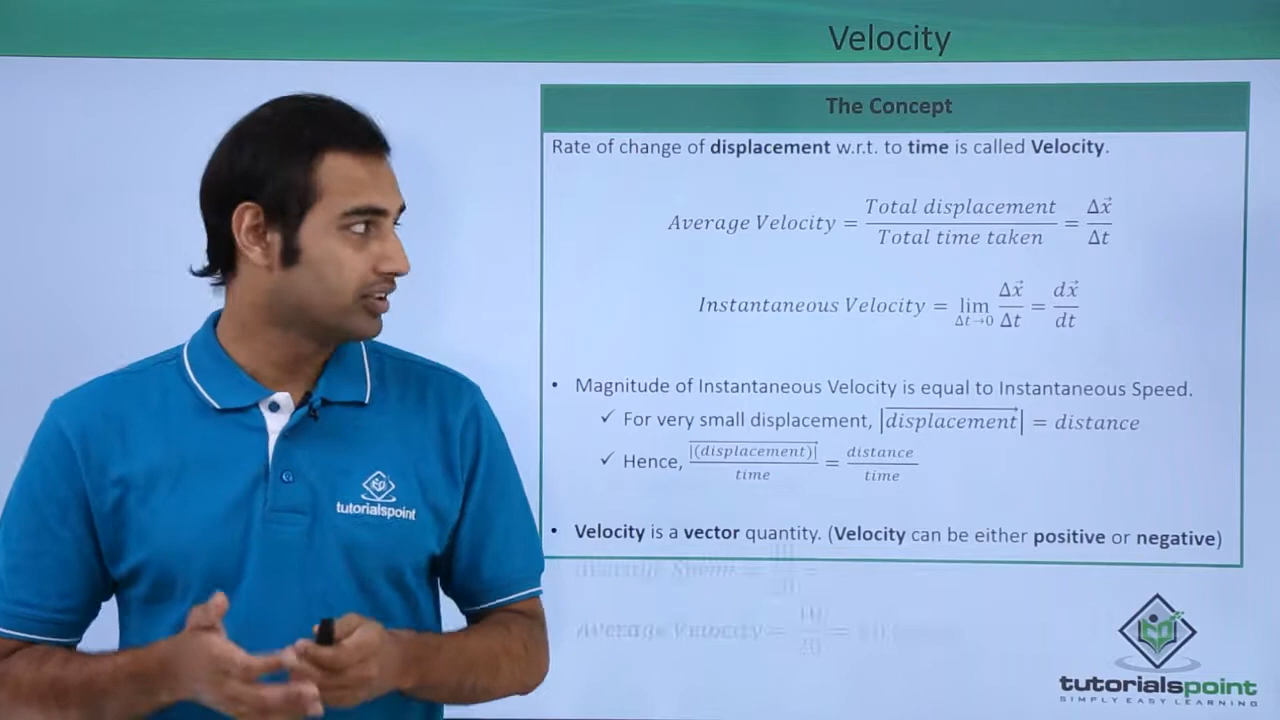 Velocity
The Concept
Rate of change of displacement w.r.t. to time is called Velocity.
Average Velocity = Total displacement / Total time taken = Δx⃗ / Δt
Instantaneous Velocity = lim Δt→0 Δx⃗ / Δt = dx⃗ / dt
• Magnitude of Instantaneous Velocity is equal to Instantaneous Speed.
✓ For very small displacement, |displacement| = distance
✓ Hence, |(displacement)| / time = distance / time
• Velocity is a vector quantity. (Velocity can be either positive or negative)
Average Velocity =
tutorialspoint
tutorialspoint
SIMPLY EASY LEARNING